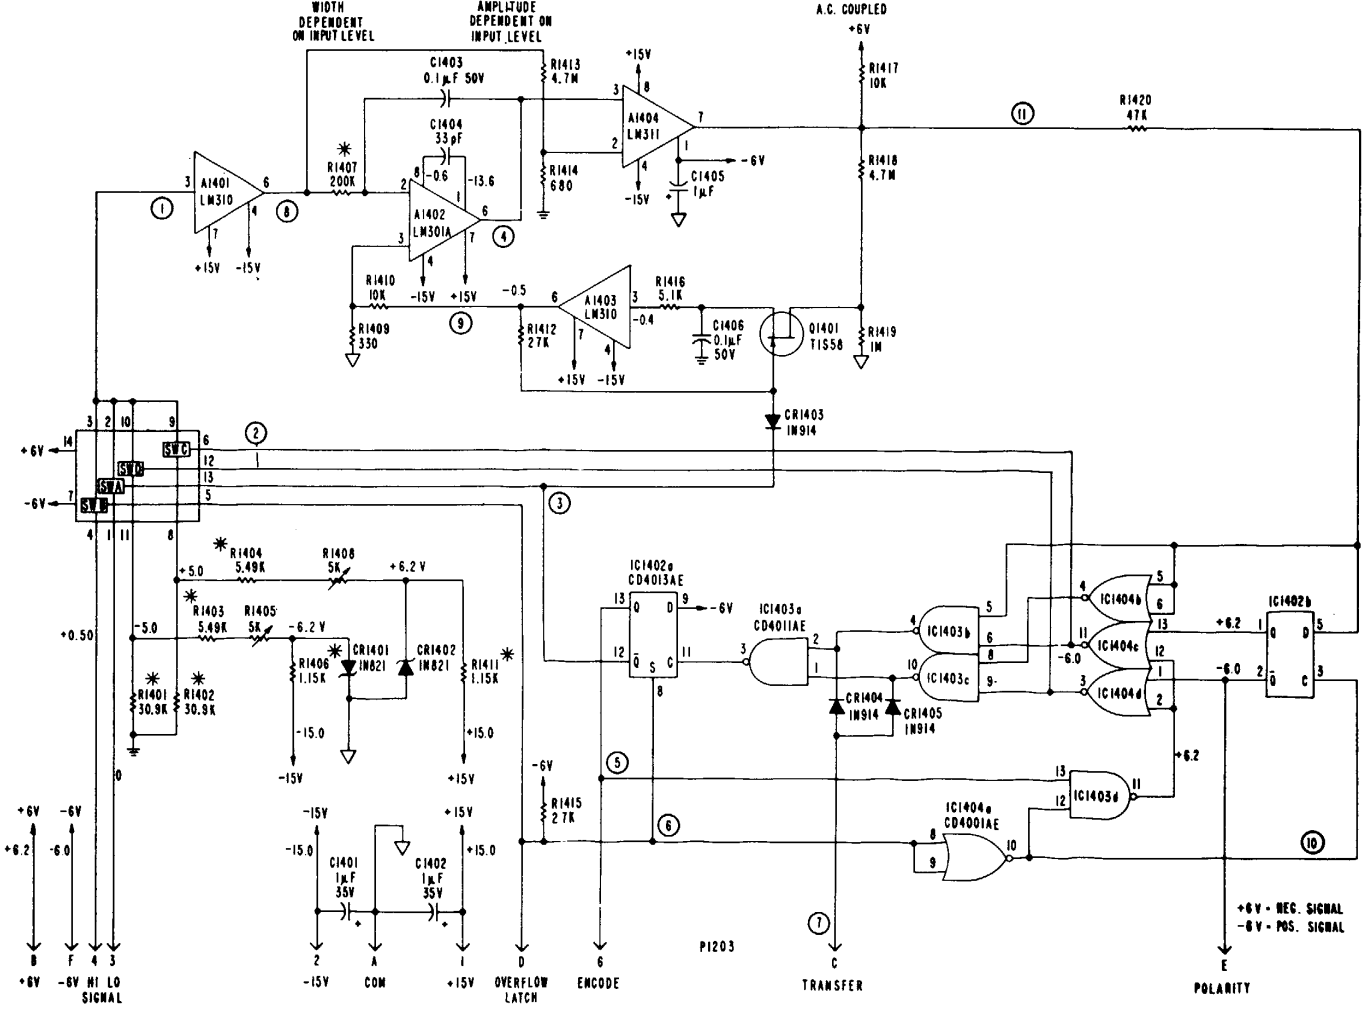 WIDTH
DEPENDENT
ON INPUT LEVEL
AMPLITUDE
DEPENDENT ON
INPUT LEVEL
A.C. COUPLED
+6V
+15V
C1403
0.1µF 50V
R1413
4.7M
R1417
10K
3
8
A1404
LM311
7
11
R1420
47K
C1404
33pF
*
R1407
200K
2
1
4
-6V
R1414
680
C1405
1µF
+
-15V
R1418
4.7M
3
A1401
LM310
6
1
8
7
4
+15V
-15V
8
-0.6
-13.6
2
1
A1402
LM301A
6
4
3
7
4
-15V
+15V
R1410
10K
9
R1409
330
-0.5
R1412
27K
6
A1403
LM310
3
-0.4
7
4
+15V
-15V
R1416
5.1K
C1406
0.1µF
50V
Q1401
TIS58
R1419
1M
CR1403
IN914
3
2
10
9
14
+6V
SWC
6
2
SWD
12
SWA
13
7
-6V
SWB
5
3
4
1
11
8
*
R1404
5.49K
R1408
5K
+5.0
+6.2 V
*
R1403
5.49K
R1405
5K
-5.0
-6.2 V
+0.50
*
CR1401
IN821
CR1402
IN821
R1406
1.15K
R1411
1.15K
*
*
R1401
30.9K
*
R1402
30.9K
-15.0
+15.0
-15V
+15V
0
IC1402a
CD4013AE
13
Q
D
9
-6V
12
Q
S
C
11
8
IC1403a
CD4011AE
3
2
1
4
IC1403b
5
6
8
10
IC1403c
9
4
IC1404b
5
6
11
IC1404c
13
-6.0
12
3
IC1404d
1
2
+6.2
-6.0
IC1402b
1
Q
D
5
2
Q
C
3
CR1404
IN914
CR1405
IN914
+6.2
5
13
12
IC1403d
11
IC1404a
CD4001AE
8
9
10
10
-6V
R1415
27K
6
+6V
-6V
+6.2
-6.0
-15V
+15V
-15.0
+15.0
C1401
1µF
35V
+
C1402
1µF
35V
+
7
P1203
+6V - NEG. SIGNAL
-6V - POS. SIGNAL
B
F
4
3
2
A
1
D
6
C
E
+6V
-6V
HI
LO
SIGNAL
-15V
COM
+15V
OVERFLOW
LATCH
ENCODE
TRANSFER
POLARITY